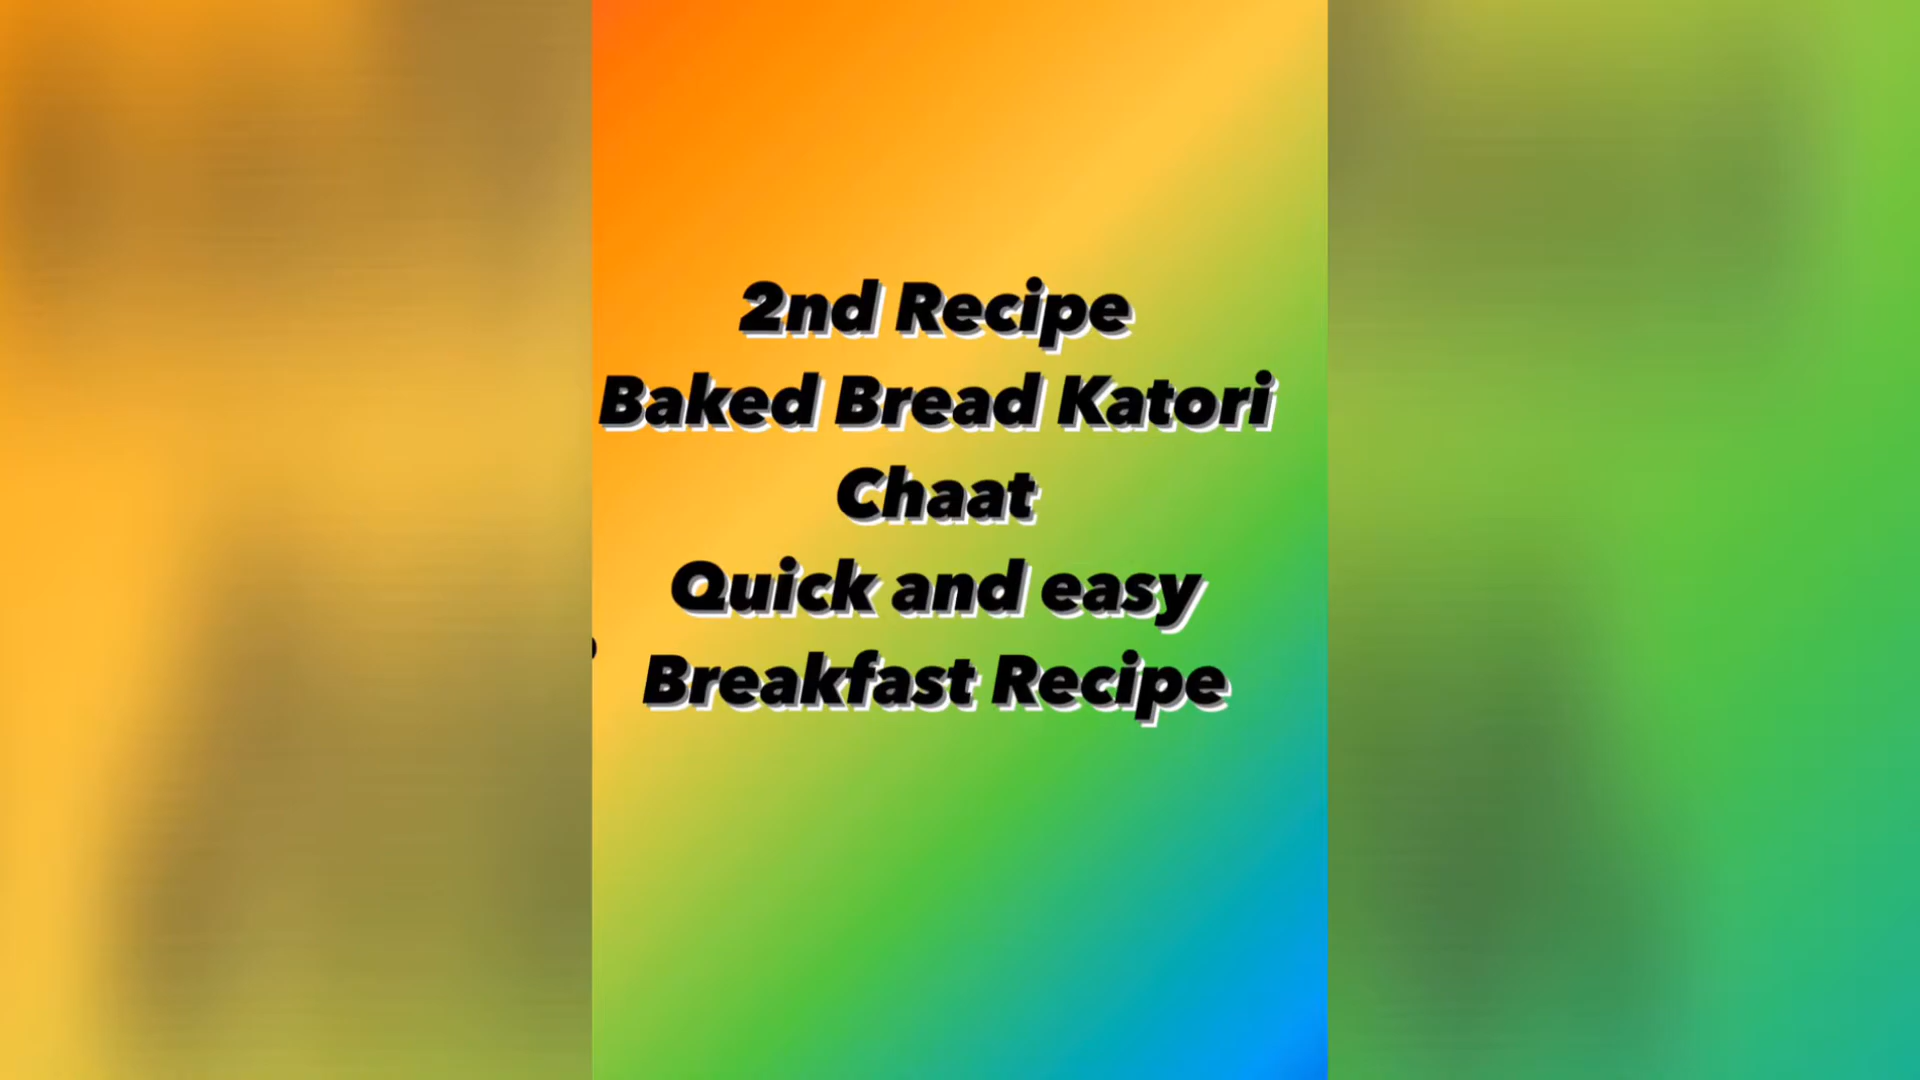 2nd Recipe
Baked Bread Katori
Chaat
Quick and easy
Breakfast Recipe